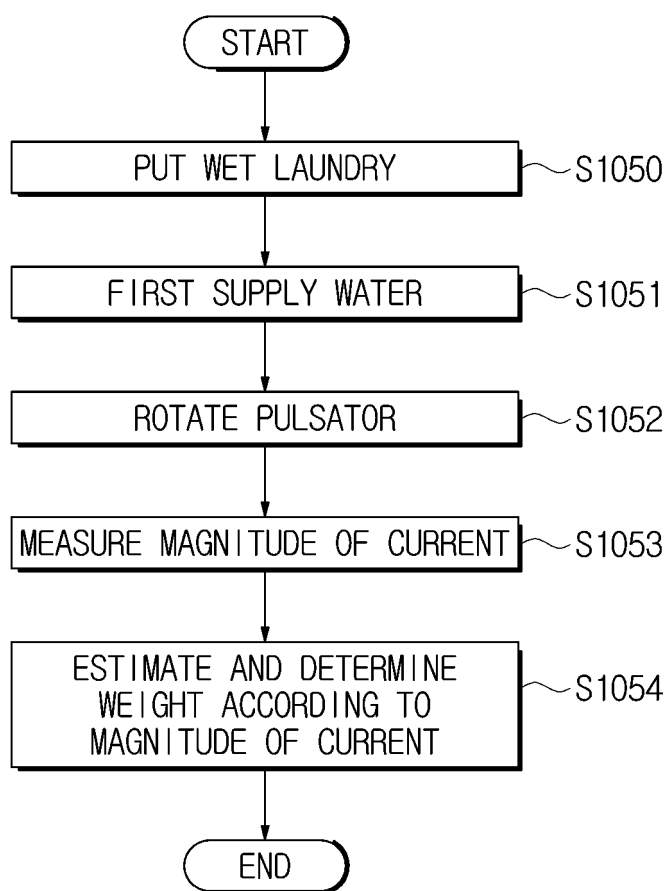 START
PUT WET LAUNDRY
S1050
FIRST SUPPLY WATER
S1051
ROTATE PULSATOR
S1052
MEASURE MAGNITUDE OF CURRENT
S1053
ESTIMATE AND DETERMINE
WEIGHT ACCORDING TO
MAGNITUDE OF CURRENT
S1054
END